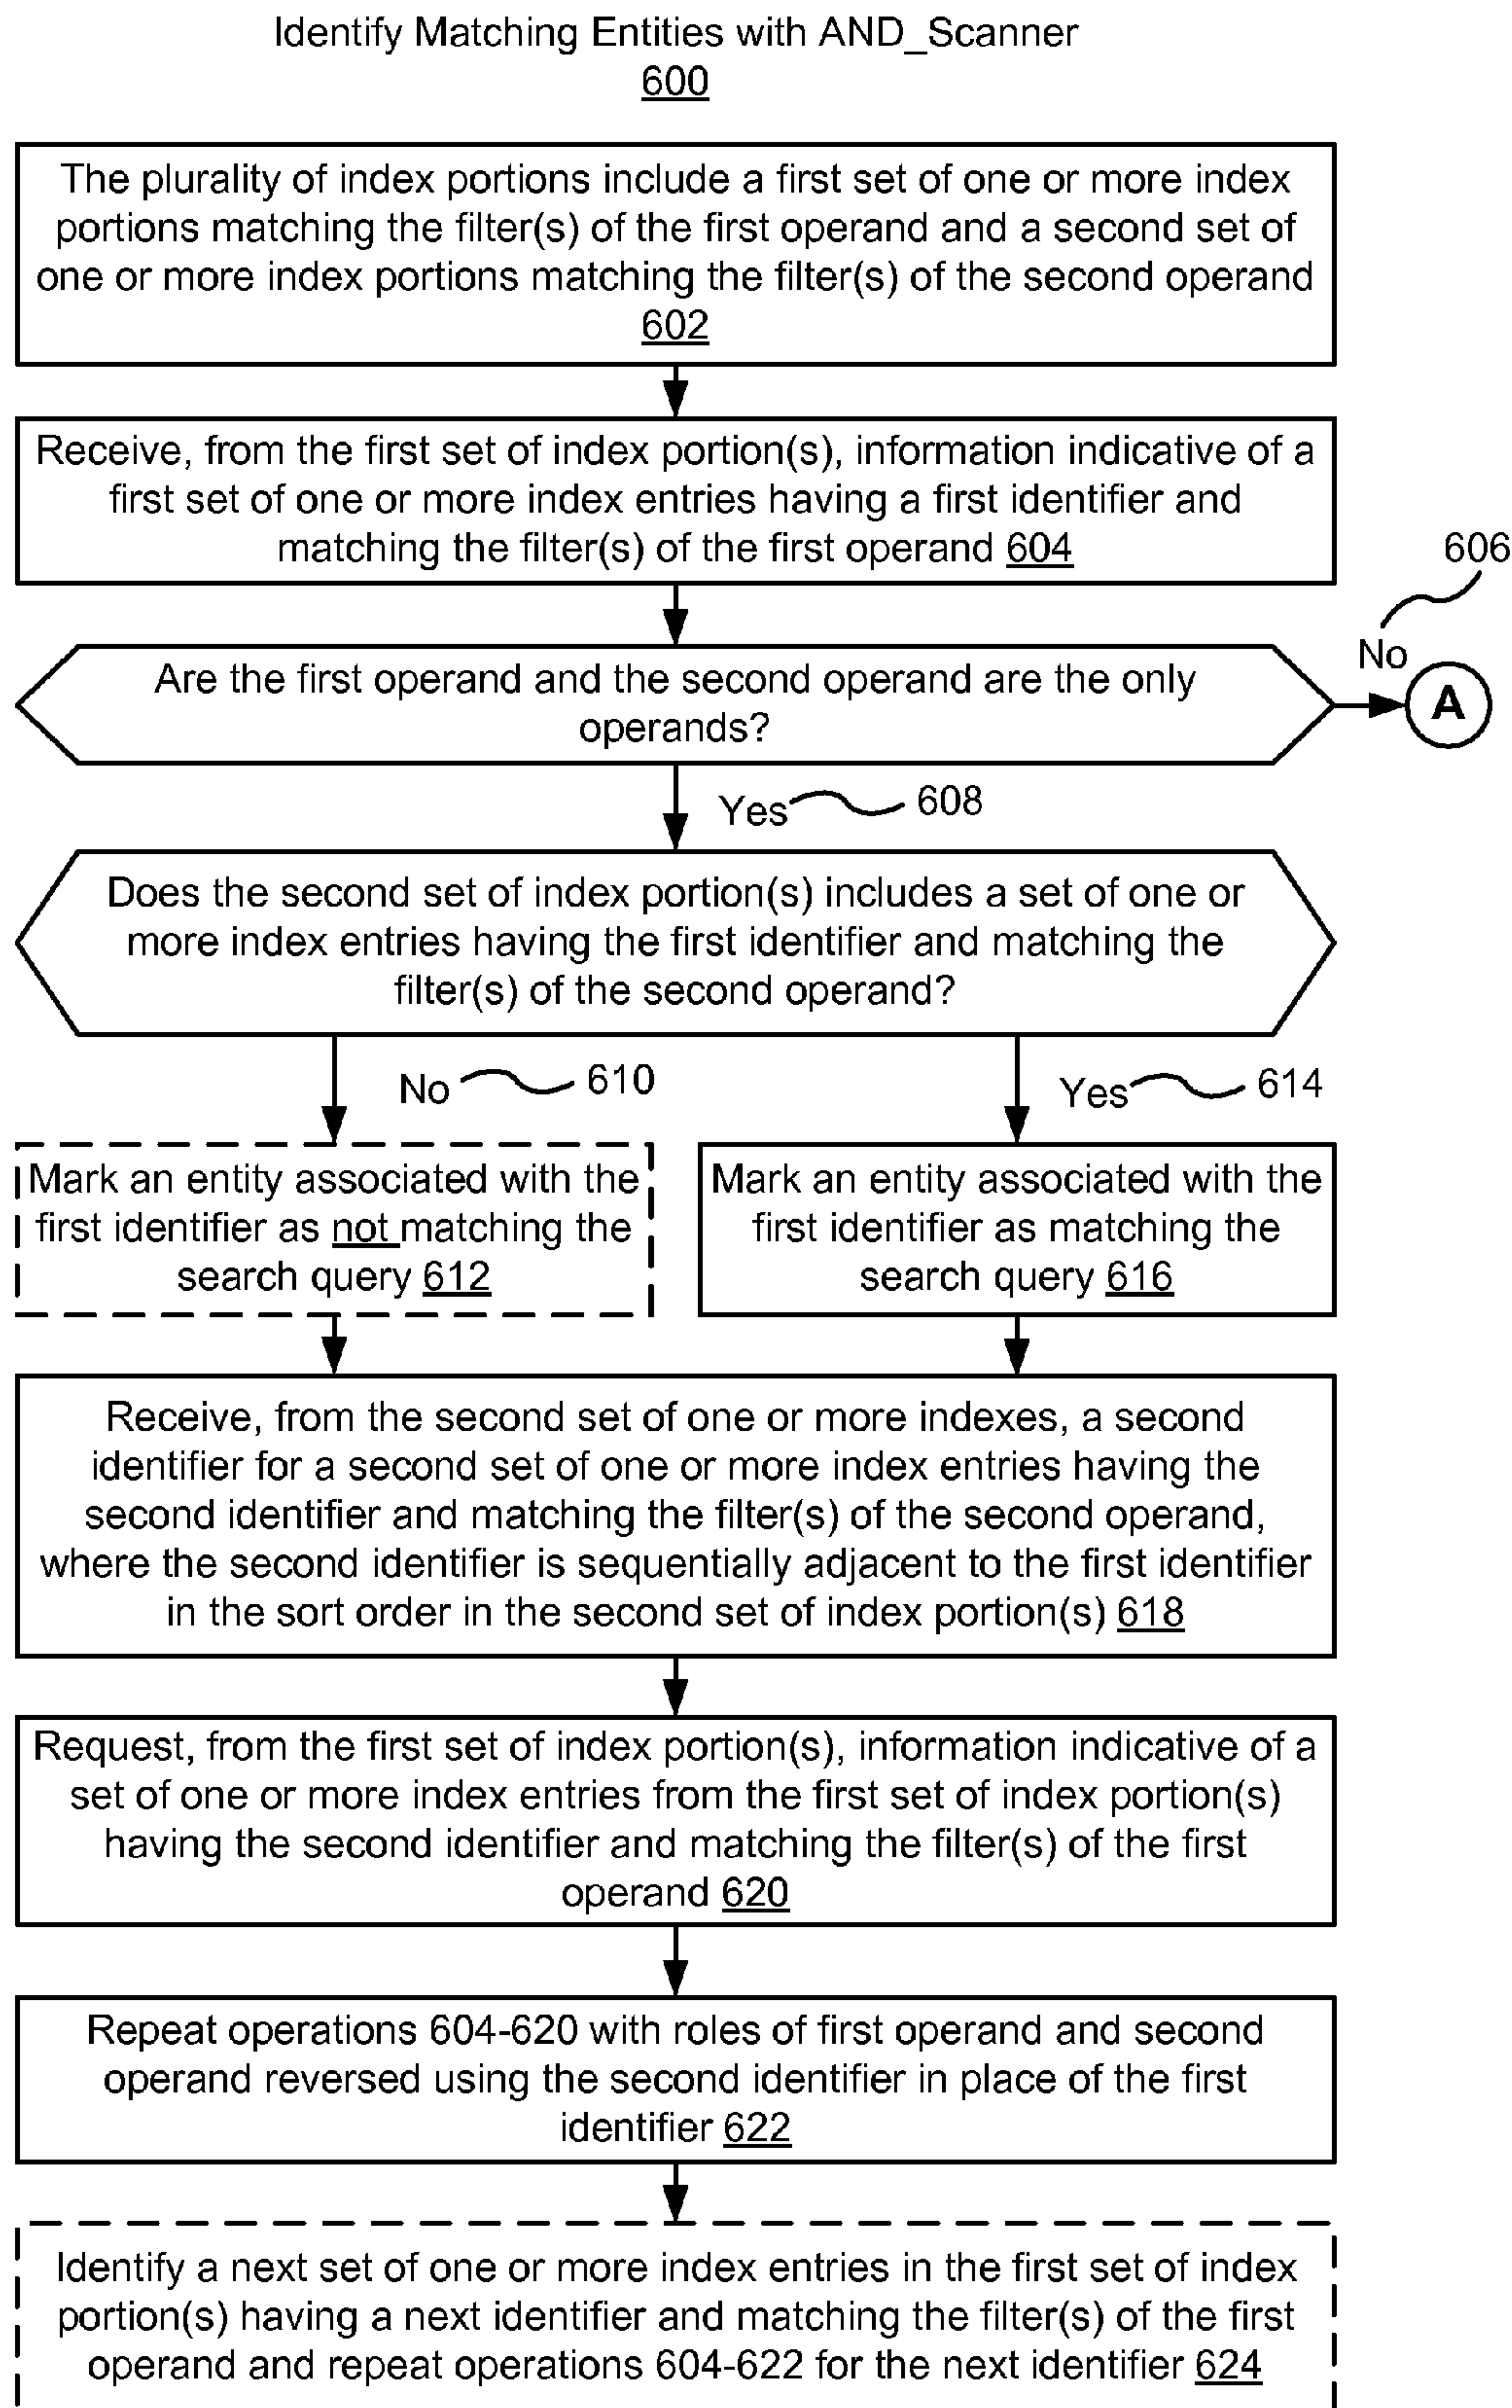 Identify Matching Entities with AND_Scanner
600
The plurality of index portions include a first set of one or more index
portions matching the filter(s) of the first operand and a second set of
one or more index portions matching the filter(s) of the second operand
602
Receive, from the first set of index portion(s), information indicative of a
first set of one or more index entries having a first identifier and
matching the filter(s) of the first operand 604
606
No
Are the first operand and the second operand are the only
operands?
A
Yes 608
Does the second set of index portion(s) includes a set of one or
more index entries having the first identifier and matching the
filter(s) of the second operand?
No 610
Yes 614
Mark an entity associated with the
first identifier as not matching the
search query 612
Mark an entity associated with the
first identifier as matching the
search query 616
Receive, from the second set of one or more indexes, a second
identifier for a second set of one or more index entries having the
second identifier and matching the filter(s) of the second operand,
where the second identifier is sequentially adjacent to the first identifier
in the sort order in the second set of index portion(s) 618
Request, from the first set of index portion(s), information indicative of a
set of one or more index entries from the first set of index portion(s)
having the second identifier and matching the filter(s) of the first
operand 620
Repeat operations 604-620 with roles of first operand and second
operand reversed using the second identifier in place of the first
identifier 622
Identify a next set of one or more index entries in the first set of index
portion(s) having a next identifier and matching the filter(s) of the first
operand and repeat operations 604-622 for the next identifier 624